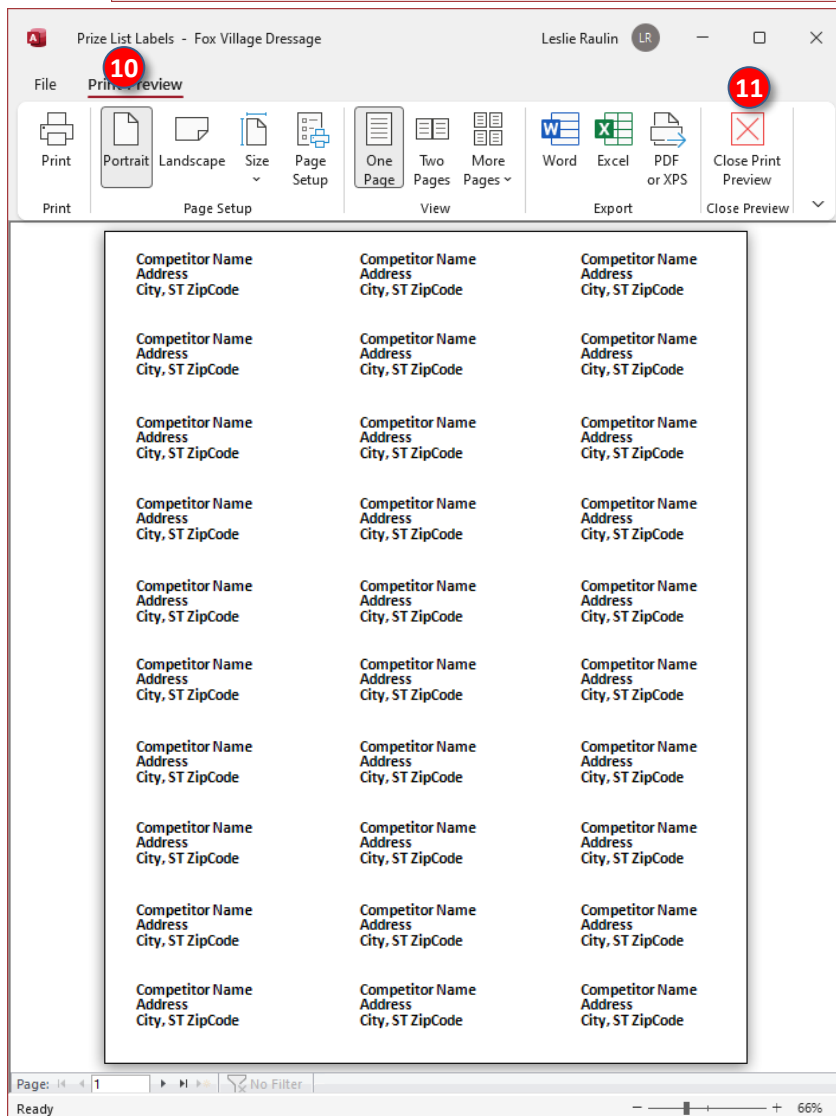 Prize List Labels - Fox Village Dressage Leslie Raulin LR
10
11
File Print Preview
Print Portrait Landscape Size Page Setup One Page Two Pages More Pages Word Excel PDF or XPS Close Print Preview
Print Page Setup View Export Close Preview
Competitor Name Competitor Name Competitor Name
Address Address Address
City, ST ZipCode City, ST ZipCode City, ST ZipCode
Competitor Name Competitor Name Competitor Name
Address Address Address
City, ST ZipCode City, ST ZipCode City, ST ZipCode
Competitor Name Competitor Name Competitor Name
Address Address Address
City, ST ZipCode City, ST ZipCode City, ST ZipCode
Competitor Name Competitor Name Competitor Name
Address Address Address
City, ST ZipCode City, ST ZipCode City, ST ZipCode
Competitor Name Competitor Name Competitor Name
Address Address Address
City, ST ZipCode City, ST ZipCode City, ST ZipCode
Competitor Name Competitor Name Competitor Name
Address Address Address
City, ST ZipCode City, ST ZipCode City, ST ZipCode
Competitor Name Competitor Name Competitor Name
Address Address Address
City, ST ZipCode City, ST ZipCode City, ST ZipCode
Competitor Name Competitor Name Competitor Name
Address Address Address
City, ST ZipCode City, ST ZipCode City, ST ZipCode
Competitor Name Competitor Name Competitor Name
Address Address Address
City, ST ZipCode City, ST ZipCode City, ST ZipCode
Competitor Name Competitor Name Competitor Name
Address Address Address
City, ST ZipCode City, ST ZipCode City, ST ZipCode
Page: 1 No Filter
Ready 66%